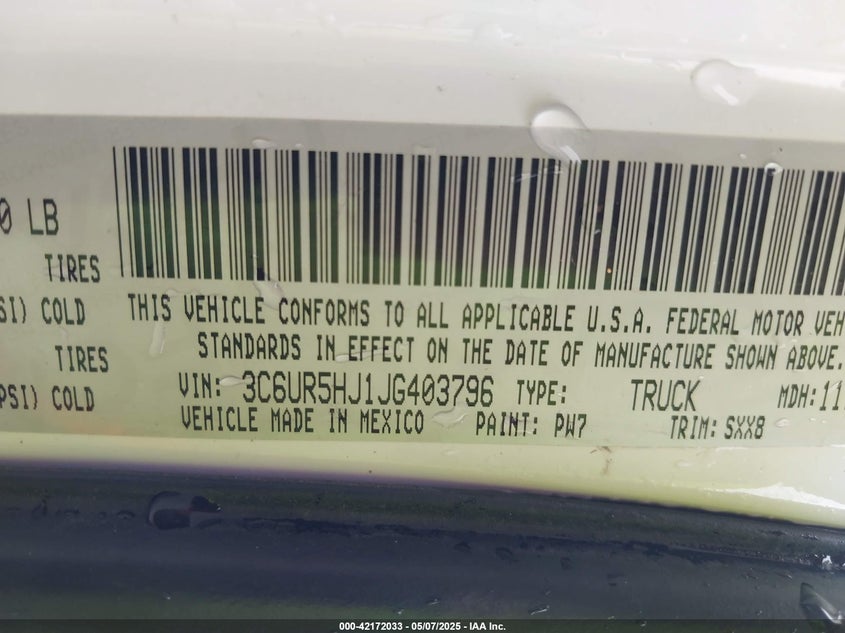 0 LB
TIRES
SI) COLD
TIRES
PSI) COLD
THIS VEHICLE CONFORMS TO ALL APPLICABLE U.S.A. FEDERAL MOTOR VEH
STANDARDS IN EFFECT ON THE DATE OF MANUFACTURE SHOWN ABOVE.
VIN: 3C6UR5HJ1JG403796 TYPE: TRUCK MDH: 11
VEHICLE MADE IN MEXICO PAINT: PW7 TRIM: SXX8
000-42172033 - 05/07/2025 - IAA Inc.